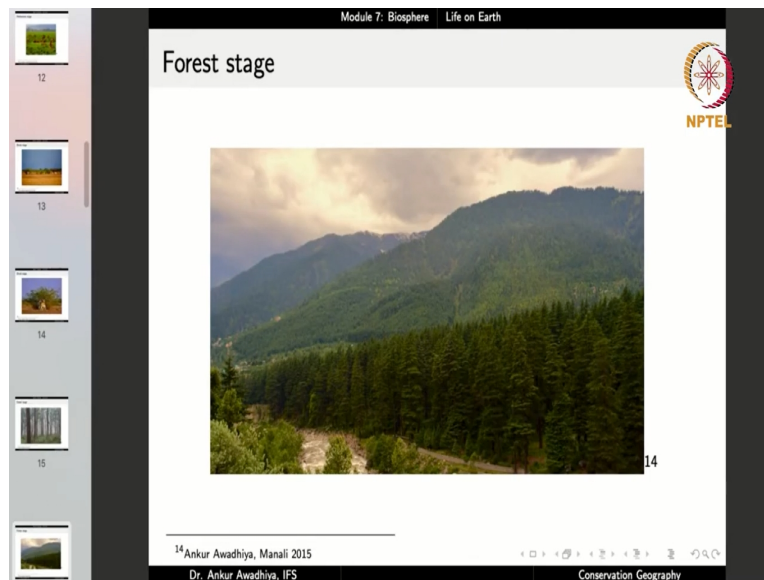 Module 7: Biosphere Life on Earth
Forest stage
NPTEL
12
13
14
15
14
14Ankur Awadhiya, Manali 2015
Dr. Ankur Awadhiya, IFS Conservation Geography